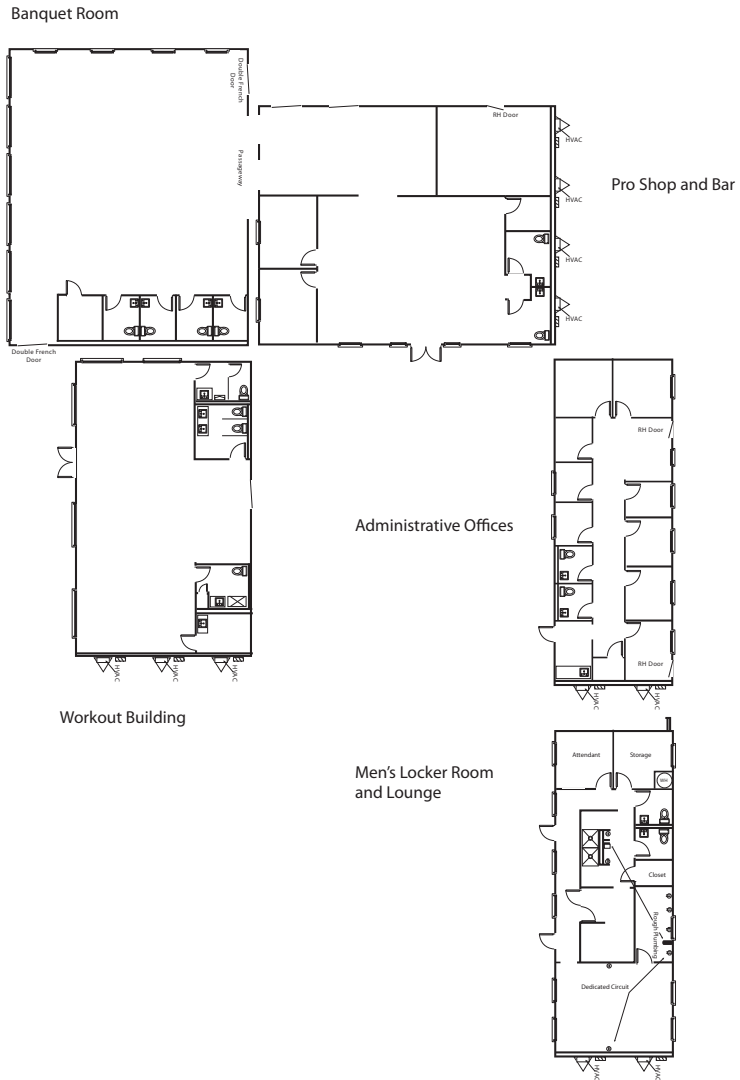 Banquet Room
Double French
Door
Passageway
RH Door
HVAC
HVAC
HVAC
HVAC
Pro Shop and Bar
Double French
Door
RH Door
Administrative Offices
RH Door
HVAC
HVAC
HVAC
HVAC
HVAC
Workout Building
Men's Locker Room
and Lounge
Attendant
Storage
WH
Closet
Rough Plumbing
Dedicated Circuit
HVAC
HVAC